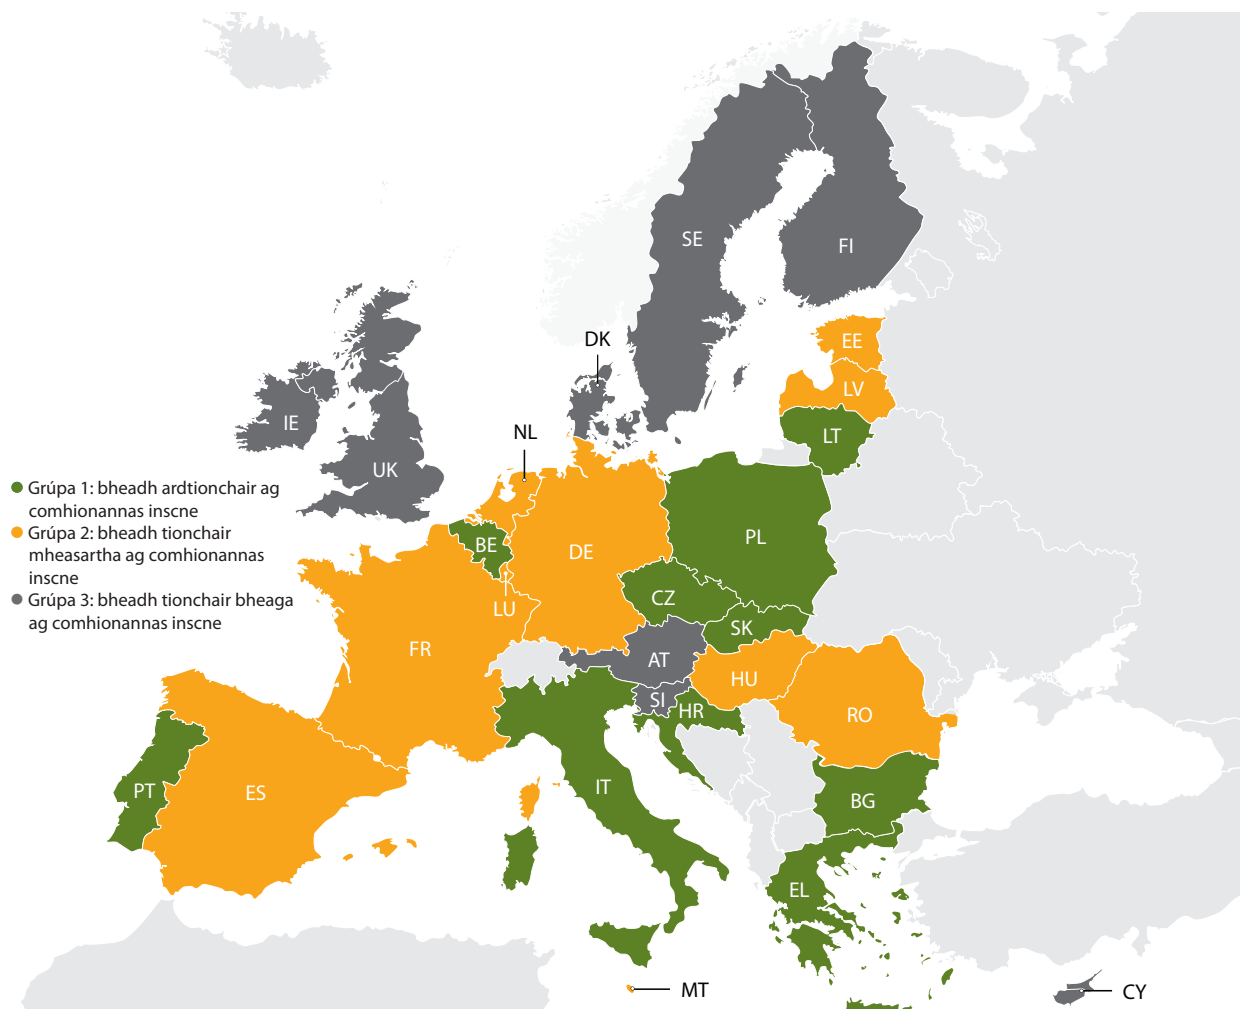 SE
FI
DK
EE
LV
IE
LT
NL
UK
Grúpa 1: bheadh ardtionchair ag
comhionannos inscne
Grúpa 2: bheadh tionchair
mheasartha ag comhionannas
inscne
Grúpa 3: bheadh tionchair bheaga
ag comhionannas inscne
BE
DE
PL
CZ
LU
SK
FR
AT
HU
SI
HR
RO
PT
ES
IT
BG
EL
MT
CY